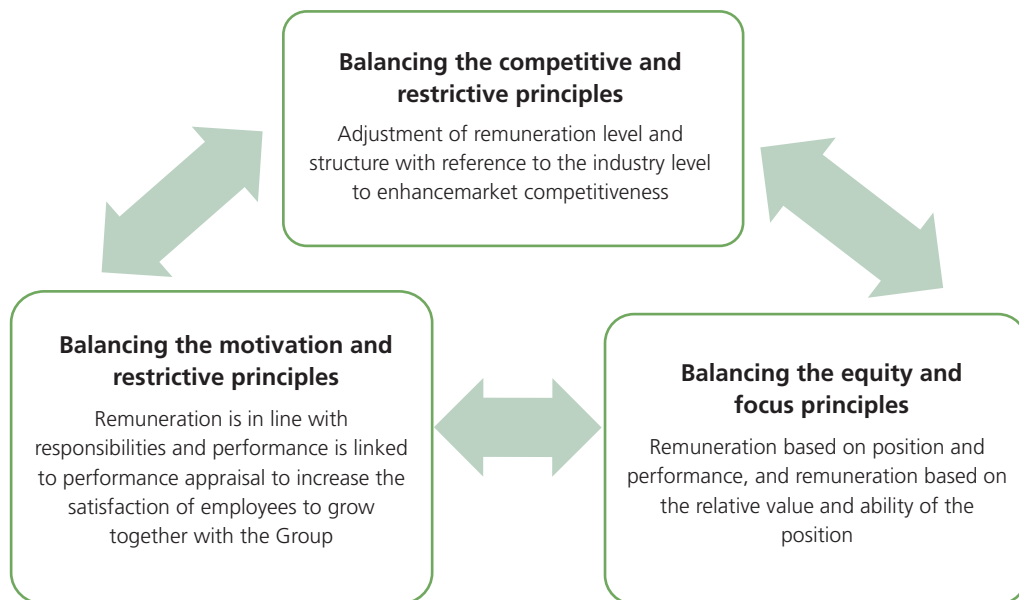 Balancing the competitive and
restrictive principles
Adjustment of remuneration level and
structure with reference to the industry level
to enhancemarket competitiveness
Balancing the motivation and
restrictive principles
Remuneration is in line with
responsibilities and performance is linked
to performance appraisal to increase the
satisfaction of employees to grow
together with the Group
Balancing the equity and
focus principles
Remuneration based on position and
performance, and remuneration based on
the relative value and ability of the
position